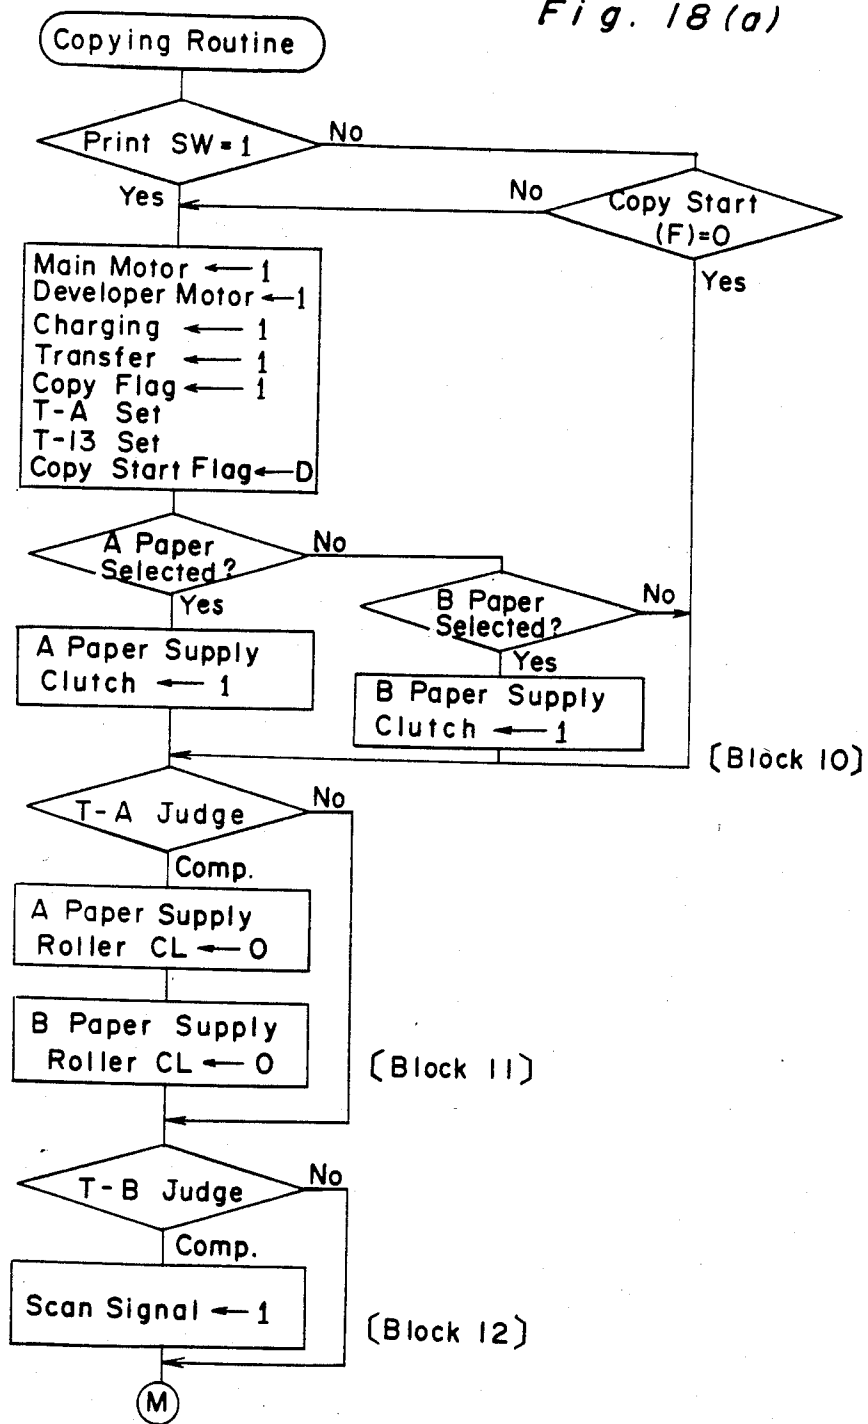 Fig. 18(a)
Copying Routine
Print SW=1
No
Yes
No
Copy Start
(F)=0
Yes
Main Motor ← 1
Developer Motor ← 1
Charging ← 1
Transfer ← 1
Copy Flag ← 1
T-A Set
T-13 Set
Copy Start Flag ← D
A Paper
Selected?
No
Yes
B Paper
Selected?
No
Yes
A Paper Supply
Clutch ← 1
B Paper Supply
Clutch ← 1
[Block 10]
T-A Judge
No
Comp.
A Paper Supply
Roller CL ← 0
B Paper Supply
Roller CL ← 0
[Block 11]
T-B Judge
No
Comp.
Scan Signal ← 1
[Block 12]
M